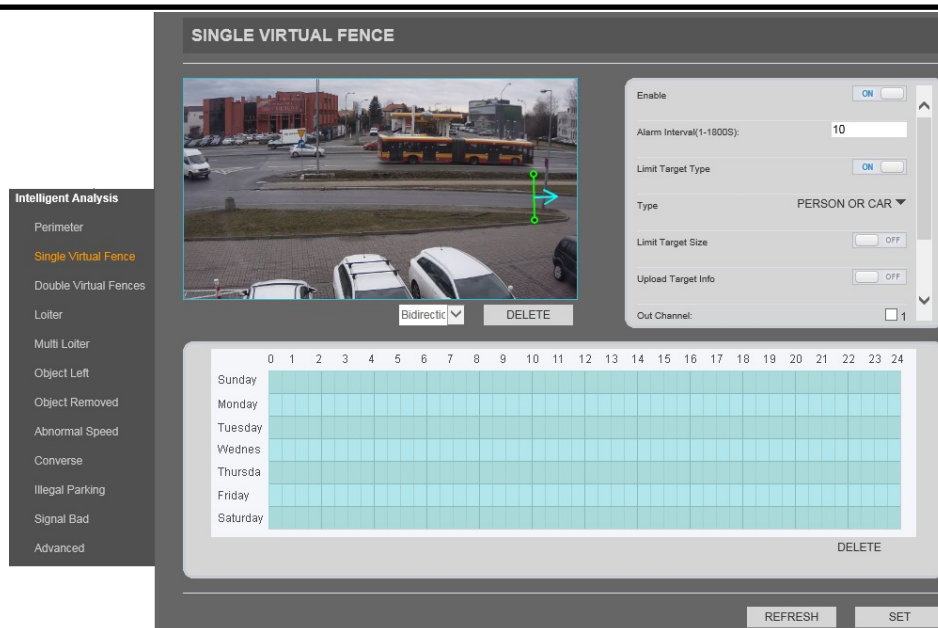 SINGLE VIRTUAL FENCE
Intelligent Analysis
Perimeter
Single Virtual Fence
Double Virtual Fences
Loiter
Multi Loiter
Object Left
Object Removed
Abnormal Speed
Converse
Illegal Parking
Signal Bad
Advanced
Bidirectic
DELETE
Enable ON
Alarm Interval(1-1800S): 10
Limit Target Type ON
Type PERSON OR CAR
Limit Target Size OFF
Upload Target Info OFF
Out Channel: 1
0 1 2 3 4 5 6 7 8 9 10 11 12 13 14 15 16 17 18 19 20 21 22 23 24
Sunday
Monday
Tuesday
Wednes
Thursda
Friday
Saturday
DELETE
REFRESH SET